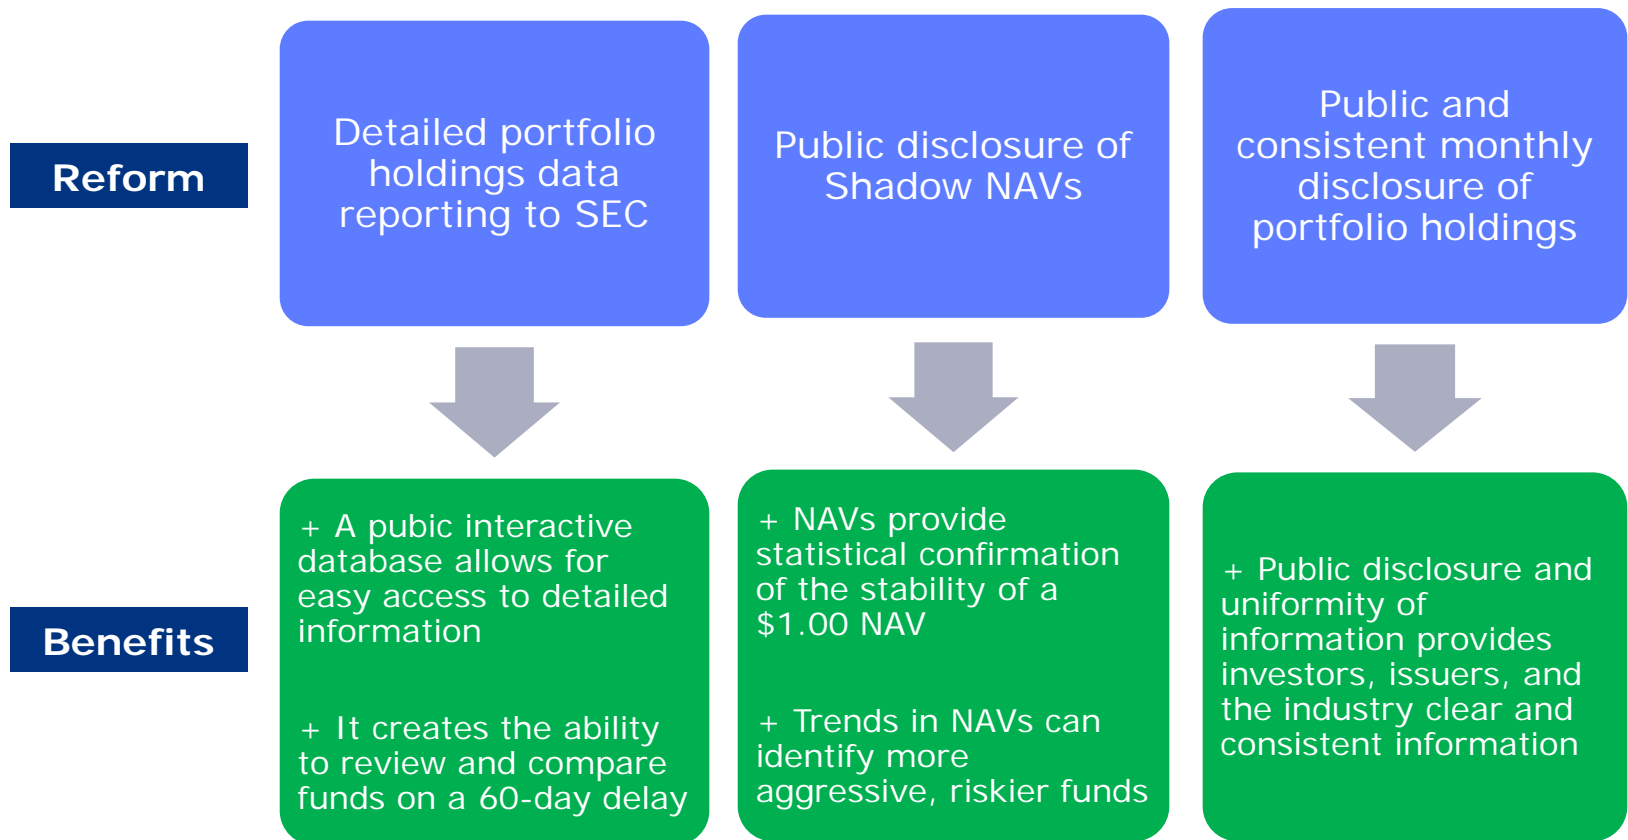 Reform
Detailed portfolio
holdings data
reporting to SEC
Public disclosure of
Shadow NAVs
Public and
consistent monthly
disclosure of
portfolio holdings
Benefits
+ A pubic interactive
database allows for
easy access to detailed
information
+ It creates the ability
to review and compare
funds on a 60-day delay
+ NAVs provide
statistical confirmation
of the stability of a
$1.00 NAV
+ Trends in NAVs can
identify more
aggressive, riskier funds
+ Public disclosure and
uniformity of
information provides
investors, issuers, and
the industry clear and
consistent information